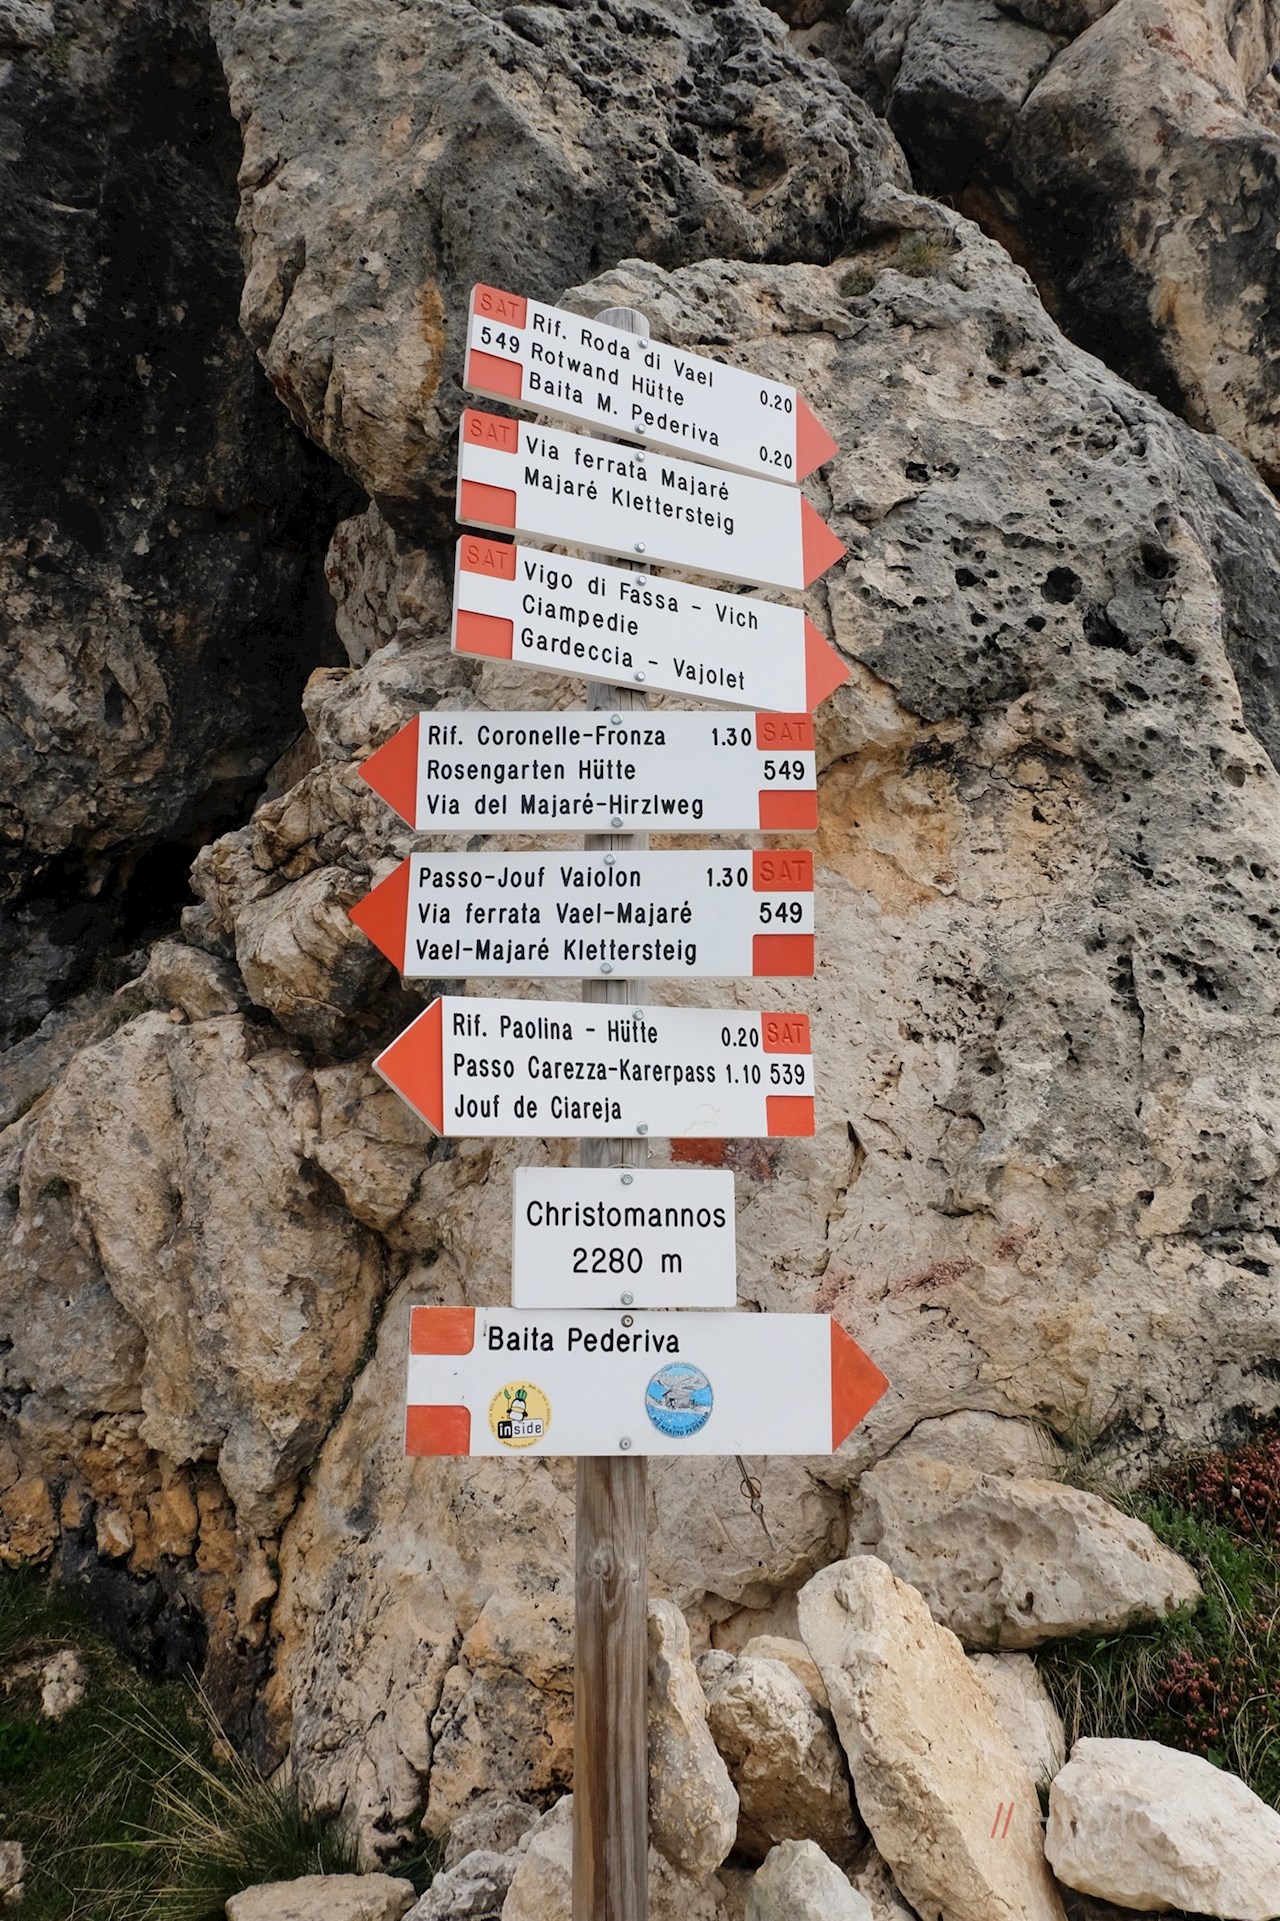 SAT
Rif. Roda di Vael
549 Rotwand Hütte 0.20
Baita M. Pederiva 0.20
SAT
Via ferrata Majaré
Majaré Klettersteig
SAT
Vigo di Fassa - Vich
Ciampedie
Gardeccia - Vajolet
Rif. Coronelle-Fronza 1.30 SAT
Rosengarten Hütte 549
Via del Majaré-Hirzlweg
Passo-Jouf Vaiolon 1.30 SAT
Via ferrata Vael-Majaré 549
Vael-Majaré Klettersteig
Rif. Paolina - Hütte 0.20 SAT
Passo Carezza-Karerpass 1.10 539
Jouf de Ciareja
Christomannos
2280 m
Baita Pederiva
inside